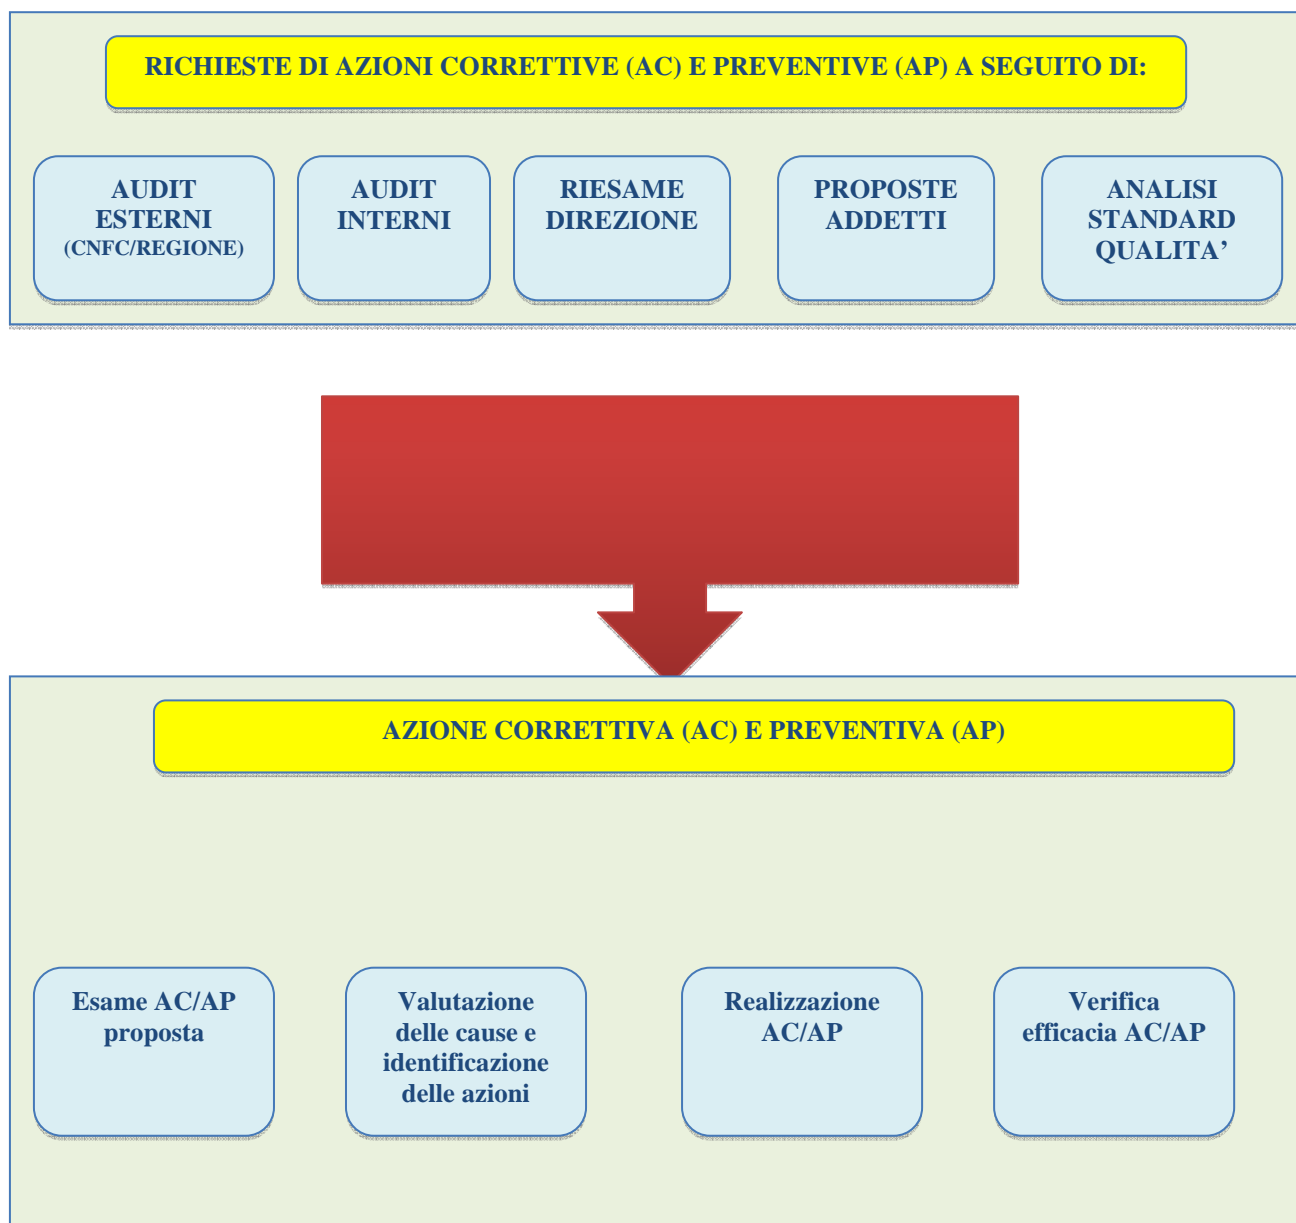 RICHIESTE DI AZIONI CORRETTIVE (AC) E PREVENTIVE (AP) A SEGUITO DI:
AUDIT
ESTERNI
(CNFC/REGIONE)
AUDIT
INTERNI
RIESAME
DIREZIONE
PROPOSTE
ADDETTI
ANALISI
STANDARD
QUALITA’
AZIONE CORRETTIVA (AC) E PREVENTIVA (AP)
Esame AC/AP
proposta
Valutazione
delle cause e
identificazione
delle azioni
Realizzazione
AC/AP
Verifica
efficacia AC/AP